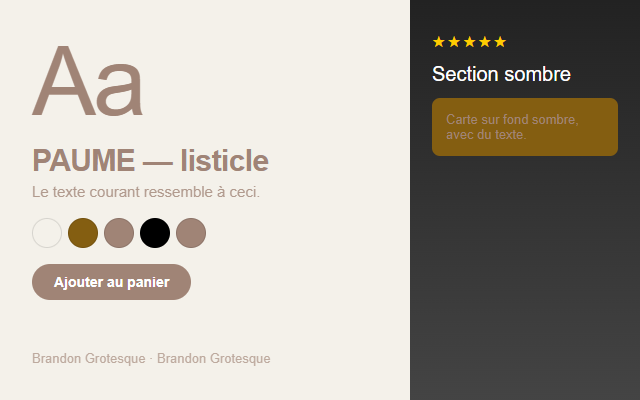 Aa
PAUME — listicle
Le texte courant ressemble à ceci.
Ajouter au panier
Brandon Grotesque · Brandon Grotesque
★★★★★
Section sombre
Carte sur fond sombre,
avec du texte.